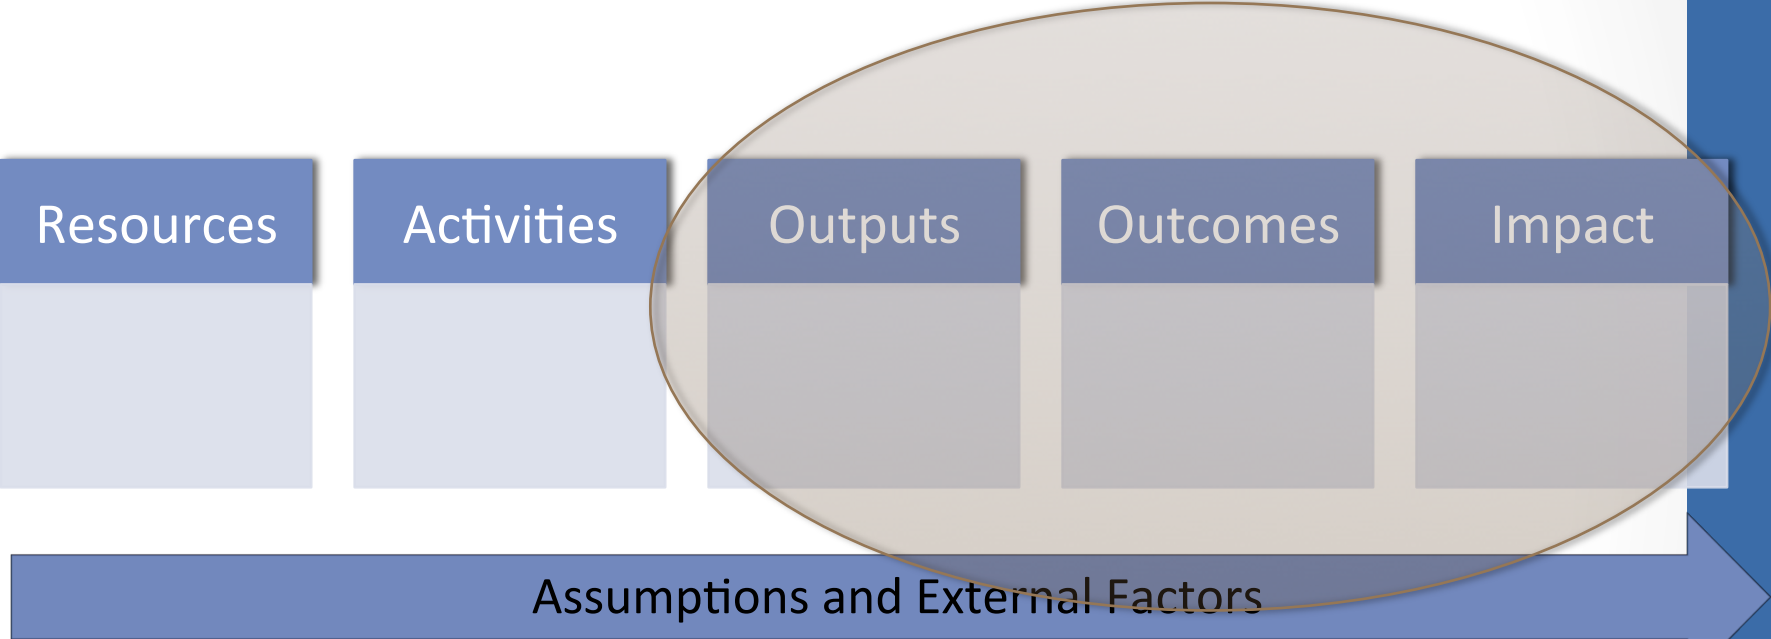 Resources
Activities
Outputs
Outcomes
Impact
Assumptions and External Factors